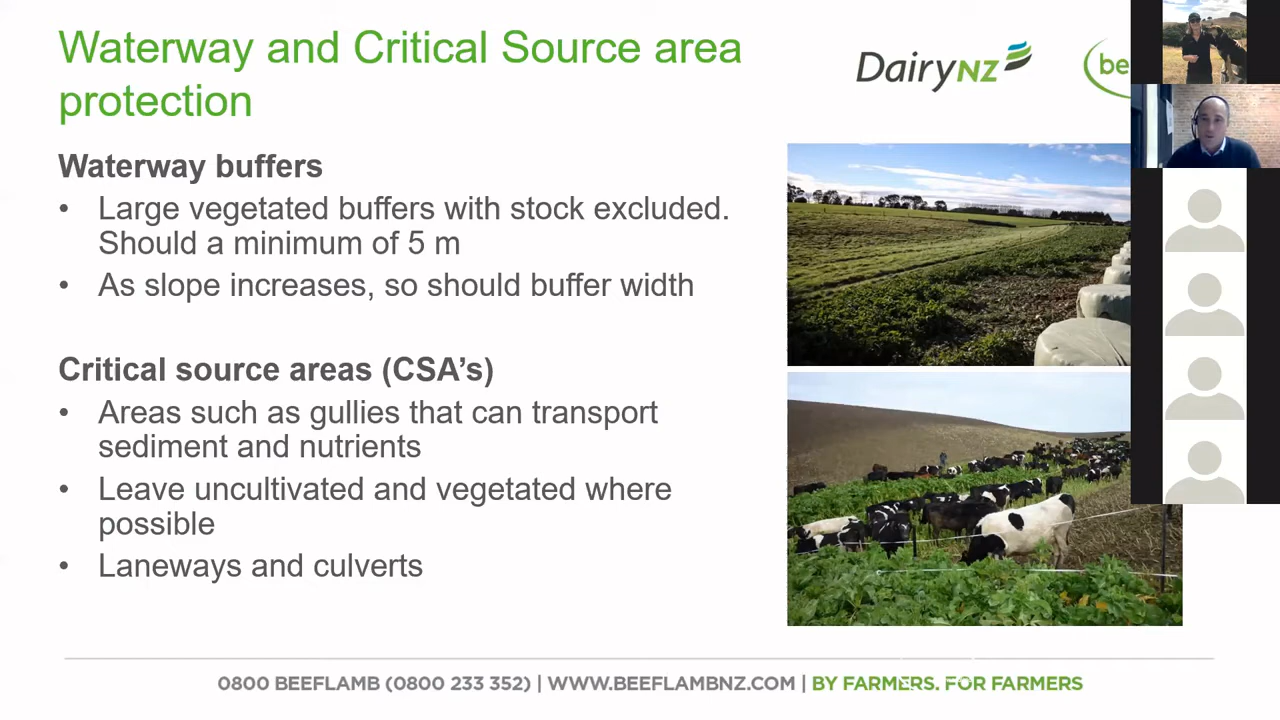 Waterway and Critical Source area
protection
DairyNZ
be
Waterway buffers
• Large vegetated buffers with stock excluded.
Should a minimum of 5 m
• As slope increases, so should buffer width
Critical source areas (CSA’s)
• Areas such as gullies that can transport
sediment and nutrients
• Leave uncultivated and vegetated where
possible
• Laneways and culverts
0800 BEEFLAMB (0800 233 352) | WWW.BEEFLAMBNZ.COM | BY FARMERS. FOR FARMERS